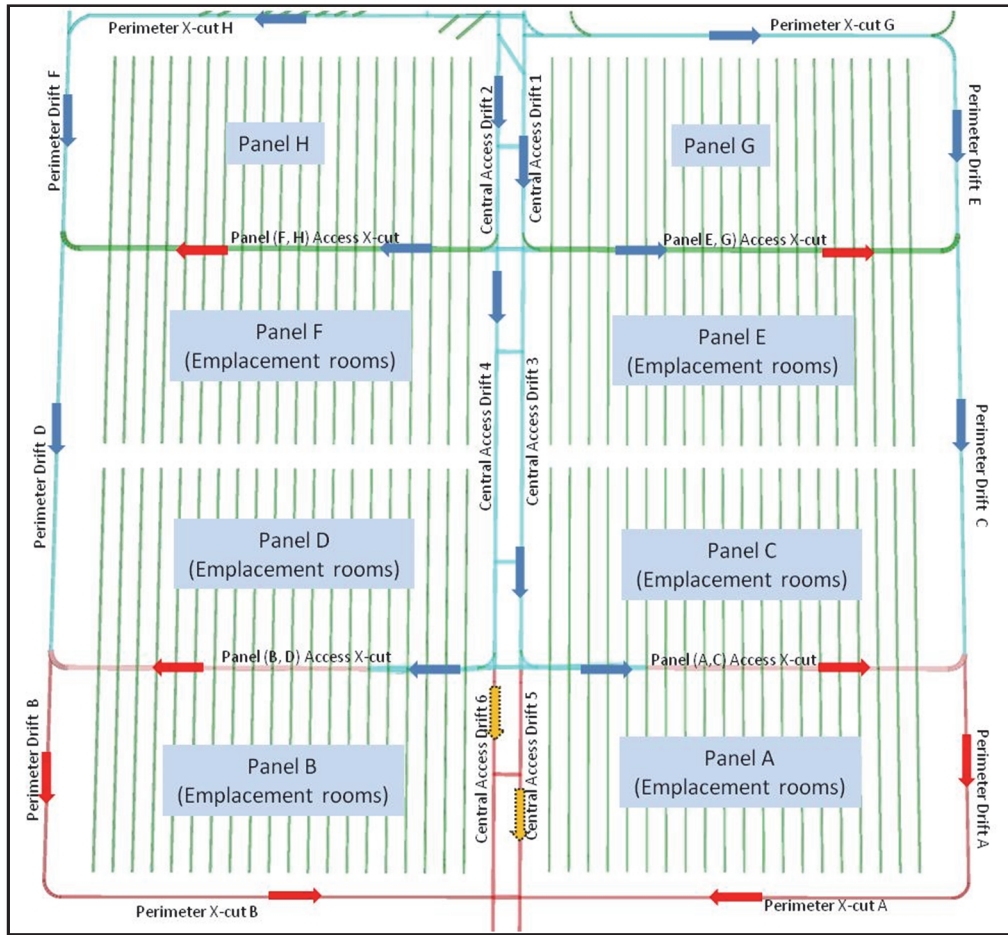 Perimeter X-cut H
Perimeter X-cut G
Perimeter Drift F
Central Access Drift 2
Central Access Drift 1
Perimeter Drift E
Panel H
Panel G
Panel (F, H) Access X-cut
Panel E, G) Access X-cut
Panel F
(Emplacement rooms)
Panel E
(Emplacement rooms)
Perimeter Drift D
Central Access Drift 4
Central Access Drift 3
Perimeter Drift C
Panel D
(Emplacement rooms)
Panel C
(Emplacement rooms)
Panel (B, D) Access X-cut
Panel (A,C) Access X-cut
Perimeter Drift B
Central Access Drift 6
Central Access Drift 5
Perimeter Drift A
Panel B
(Emplacement rooms)
Panel A
(Emplacement rooms)
Perimeter X-cut B
Perimeter X-cut A